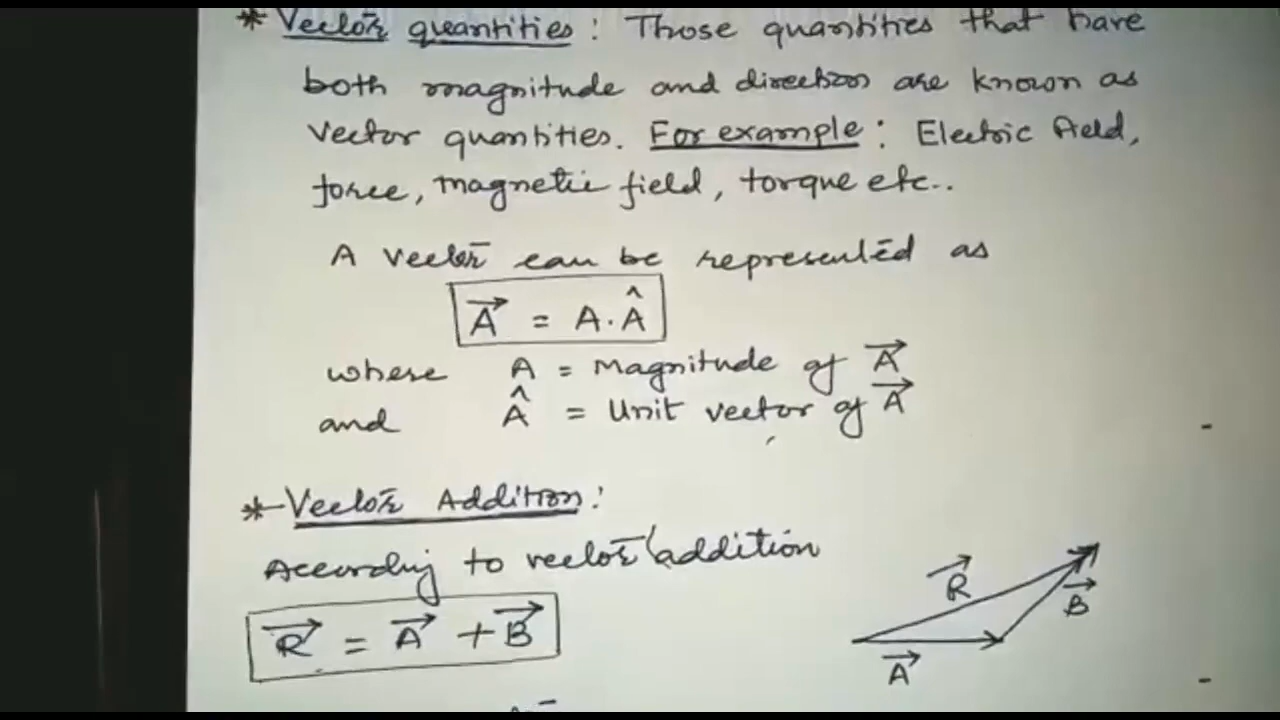 * Vector quantities: Those quantities that have
both magnitude and direction are known as
vector quantities. For example: Electric field,
force, magnetic field, torque etc..
A vector can be represented as
A⃗ = A.Â
where A = Magnitude of A⃗
and Â = Unit vector of A⃗
* Vector Addition:
According to vector addition
R⃗ = A⃗ + B⃗
R⃗
B⃗
A⃗